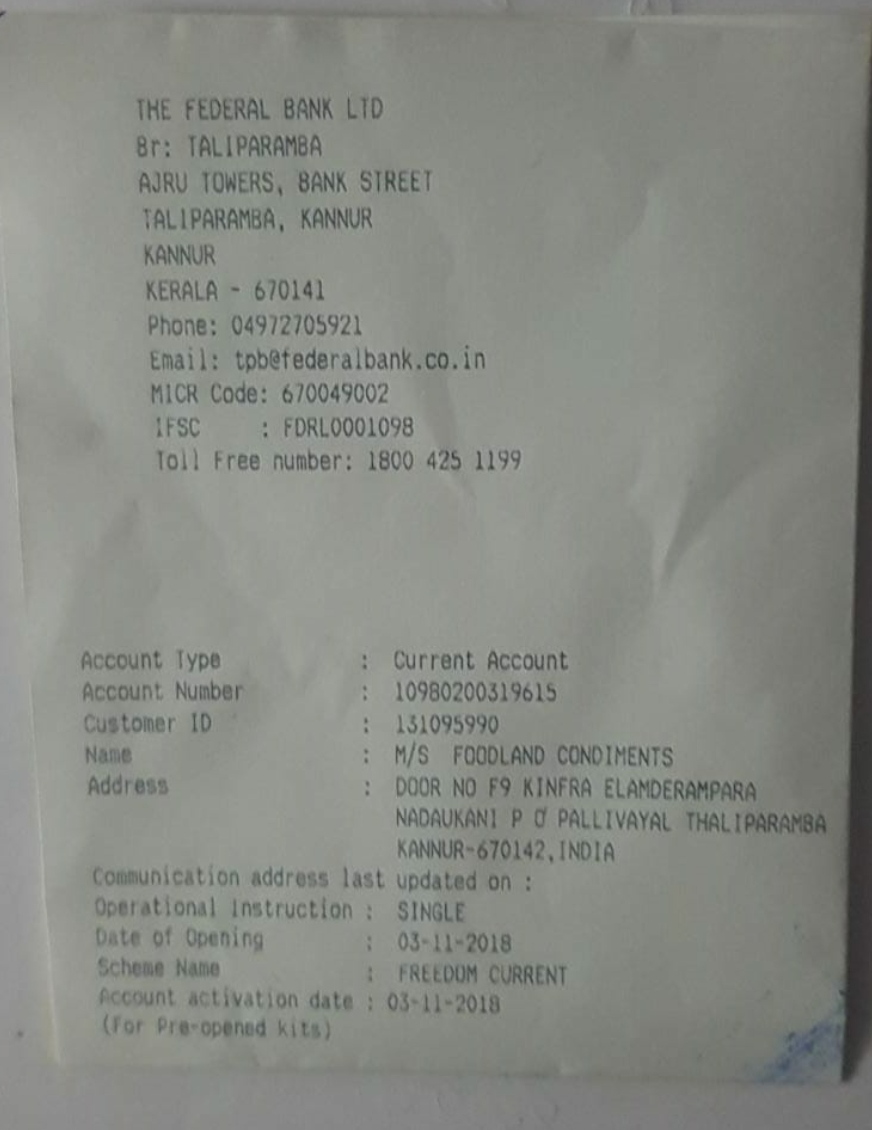 THE FEDERAL BANK LTD
Br: TALIPARAMBA
AJRU TOWERS, BANK STREET
TALIPARAMBA, KANNUR
KANNUR
KERALA - 670141
Phone: 04972705921
Email: tpb@federalbank.co.in
MICR Code: 670049002
IFSC : FDRL0001098
Toll Free number: 1800 425 1199
Account Type : Current Account
Account Number : 10980200319615
Customer ID : 131095990
Name : M/S FOODLAND CONDIMENTS
Address : DOOR NO F9 KINFRA ELAMDERAMPARA
NADAUKANI P O PALLIVAYAL THALIPARAMBA
KANNUR-670142,INDIA
Communication address last updated on :
Operational Instruction : SINGLE
Date of Opening : 03-11-2018
Scheme Name : FREEDOM CURRENT
Account activation date : 03-11-2018
(For Pre-opened kits)